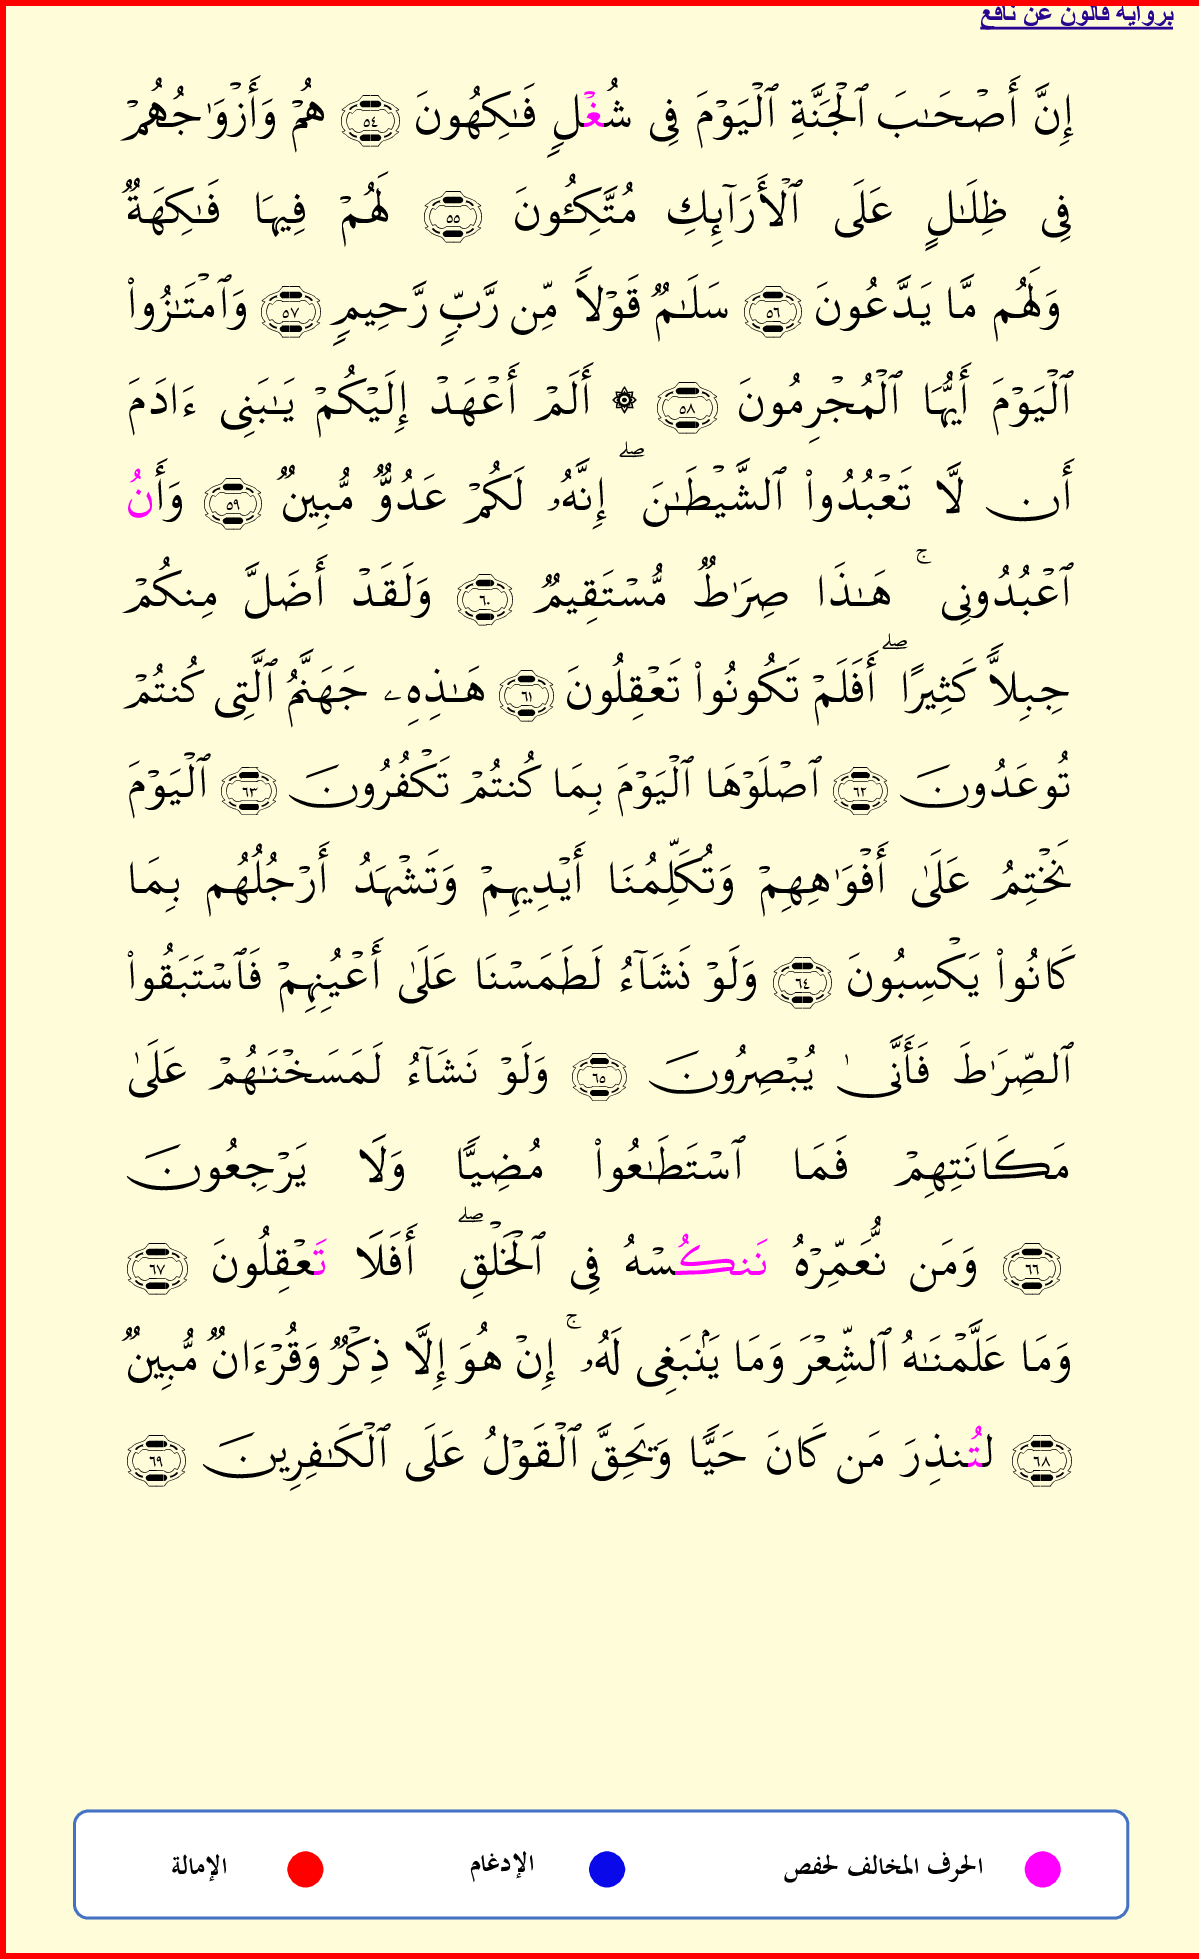 برواية قالون عن نافع
إِنَّ أَصْحَـٰبَ ٱلْجَنَّةِ ٱلْيَوْمَ فِى شُغْلٍ فَـٰكِهُونَ ٥٤ هُمْ وَأَزْوَٰجُهُمْ
فِى ظِلَـٰلٍ عَلَى ٱلْأَرَآئِكِ مُتَّكِـُٔونَ ٥٥ لَهُمْ فِيهَا فَـٰكِهَةٌ
وَلَهُم مَّا يَدَّعُونَ ٥٦ سَلَـٰمٌ قَوْلاً مِّن رَّبٍّ رَّحِيمٍ ٥٧ وَٱمْتَـٰزُوا۟
ٱلْيَوْمَ أَيُّهَا ٱلْمُجْرِمُونَ ٥٨ ۞ أَلَمْ أَعْهَدْ إِلَيْكُمْ يَـٰبَنِى ءَادَمَ
أَن لَّا تَعْبُدُوا۟ ٱلشَّيْطَـٰنَ ۖ إِنَّهُۥ لَكُمْ عَدُوٌّ مُّبِينٌ ٥٩ وَأَنُ
ٱعْبُدُونِى ۚ هَـٰذَا صِرَٰطٌ مُّسْتَقِيمٌ ٦٠ وَلَقَدْ أَضَلَّ مِنكُمْ
جِبِلاًّ كَثِيرًا ۖ أَفَلَمْ تَكُونُوا۟ تَعْقِلُونَ ٦١ هَـٰذِهِۦ جَهَنَّمُ ٱلَّتِى كُنتُمْ
تُوعَدُونَ ٦٢ ٱصْلَوْهَا ٱلْيَوْمَ بِمَا كُنتُمْ تَكْفُرُونَ ٦٣ ٱلْيَوْمَ
نَخْتِمُ عَلَىٰ أَفْوَٰهِهِمْ وَتُكَلِّمُنَا أَيْدِيهِمْ وَتَشْهَدُ أَرْجُلُهُم بِمَا
كَانُوا۟ يَكْسِبُونَ ٦٤ وَلَوْ نَشَآءُ لَطَمَسْنَا عَلَىٰ أَعْيُنِهِمْ فَٱسْتَبَقُوا۟
ٱلصِّرَٰطَ فَأَنَّىٰ يُبْصِرُونَ ٦٥ وَلَوْ نَشَآءُ لَمَسَخْنَـٰهُمْ عَلَىٰ
مَكَانَتِهِمْ فَمَا ٱسْتَطَـٰعُوا۟ مُضِيًّا وَلَا يَرْجِعُونَ
٦٦ وَمَن نُّعَمِّرْهُ نَنكُسْهُ فِى ٱلْخَلْقِ ۖ أَفَلَا تَعْقِلُونَ ٦٧
وَمَا عَلَّمْنَـٰهُ ٱلشِّعْرَ وَمَا يَنۢبَغِى لَهُۥ ۚ إِنْ هُوَ إِلَّا ذِكْرٌ وَقُرْءَانٌ مُّبِينٌ
٦٨ لتُنذِرَ مَن كَانَ حَيًّا وَيَحِقَّ ٱلْقَوْلُ عَلَى ٱلْكَـٰفِرِينَ ٦٩
الحرف المخالف لحفص الإدغام الإمالة